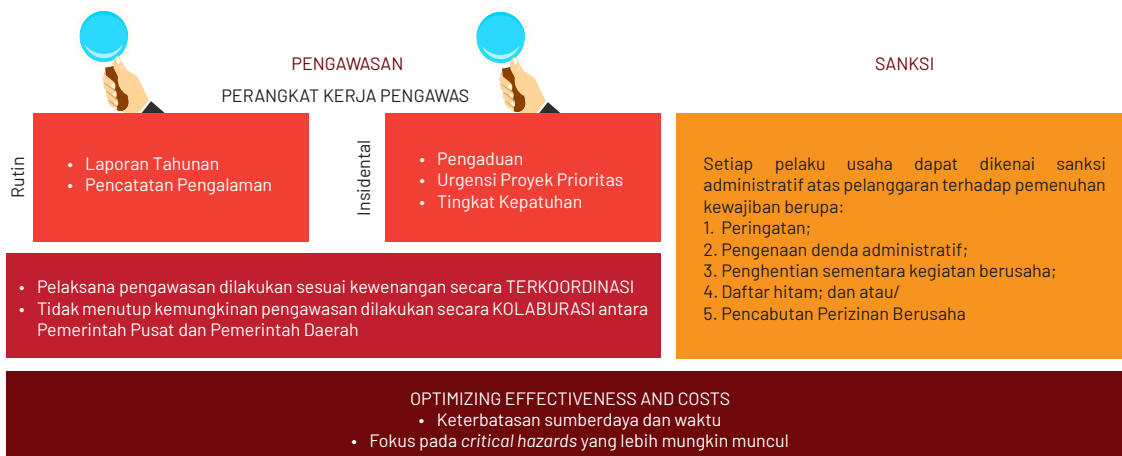 PENGAWASAN
PERANGKAT KERJA PENGAWAS
Rutin
• Laporan Tahunan
• Pencatatan Pengalaman
Insidental
• Pengaduan
• Urgensi Proyek Prioritas
• Tingkat Kepatuhan
• Pelaksana pengawasan dilakukan sesuai kewenangan secara TERKOORDINASI
• Tidak menutup kemungkinan pengawasan dilakukan secara KOLABURASI antara
Pemerintah Pusat dan Pemerintah Daerah
SANKSI
Setiap pelaku usaha dapat dikenai sanksi
administratif atas pelanggaran terhadap pemenuhan
kewajiban berupa:
1. Peringatan;
2. Pengenaan denda administratif;
3. Penghentian sementara kegiatan berusaha;
4. Daftar hitam; dan atau/
5. Pencabutan Perizinan Berusaha
OPTIMIZING EFFECTIVENESS AND COSTS
• Keterbatasan sumberdaya dan waktu
• Fokus pada critical hazards yang lebih mungkin muncul